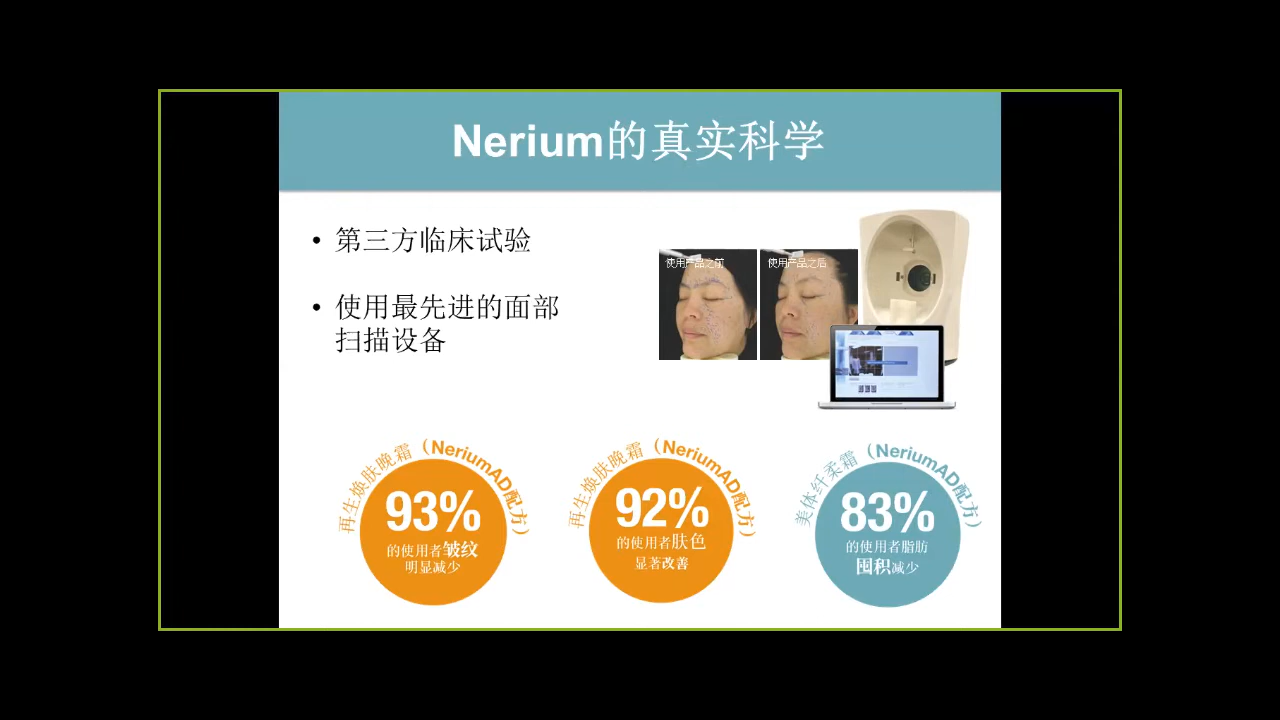 Nerium的真实科学
• 第三方临床试验
• 使用最先进的面部
扫描设备
使用产品之前
使用产品之后
再生焕肤晚霜（NeriumAD配方）
93%
的使用者皱纹
明显减少
再生焕肤晚霜（NeriumAD配方）
92%
的使用者肤色
显著改善
美体纤柔霜（NeriumAD配方）
83%
的使用者脂肪
囤积减少